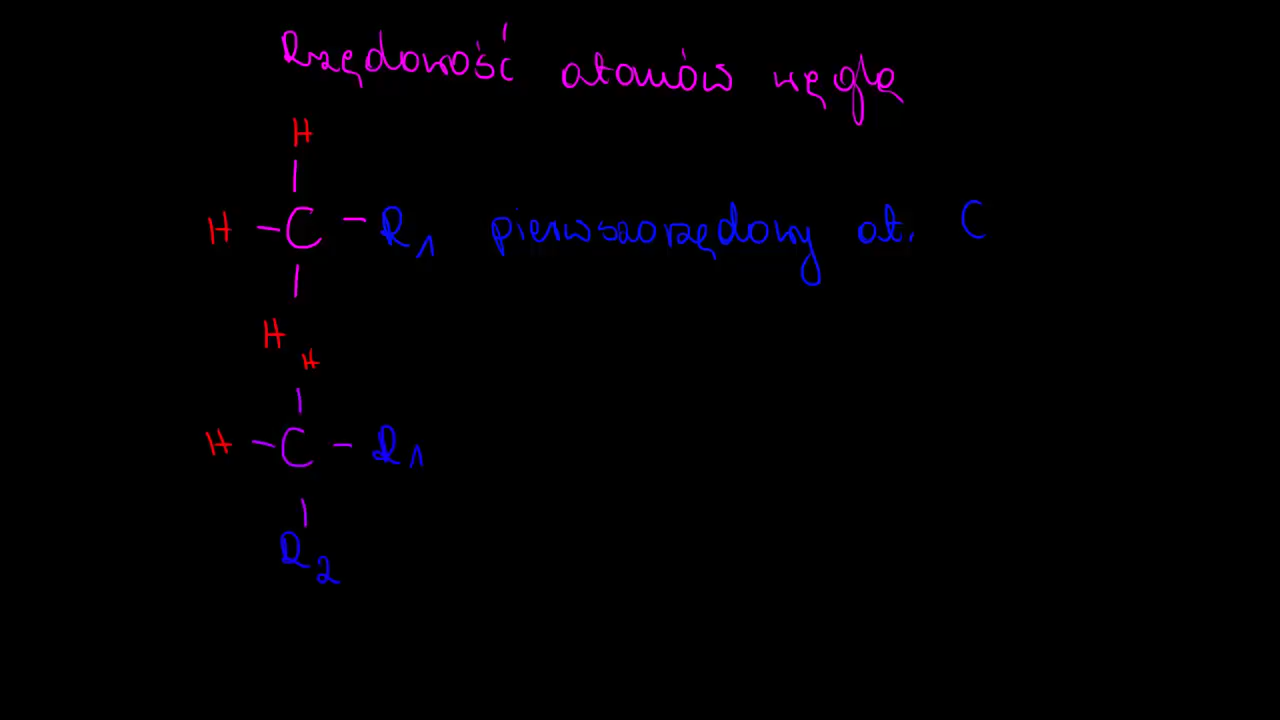 Rzędowość atomów węgla
H
H - C - R1 pierwszorzędowy at. C
H
H
H - C - R1
R2